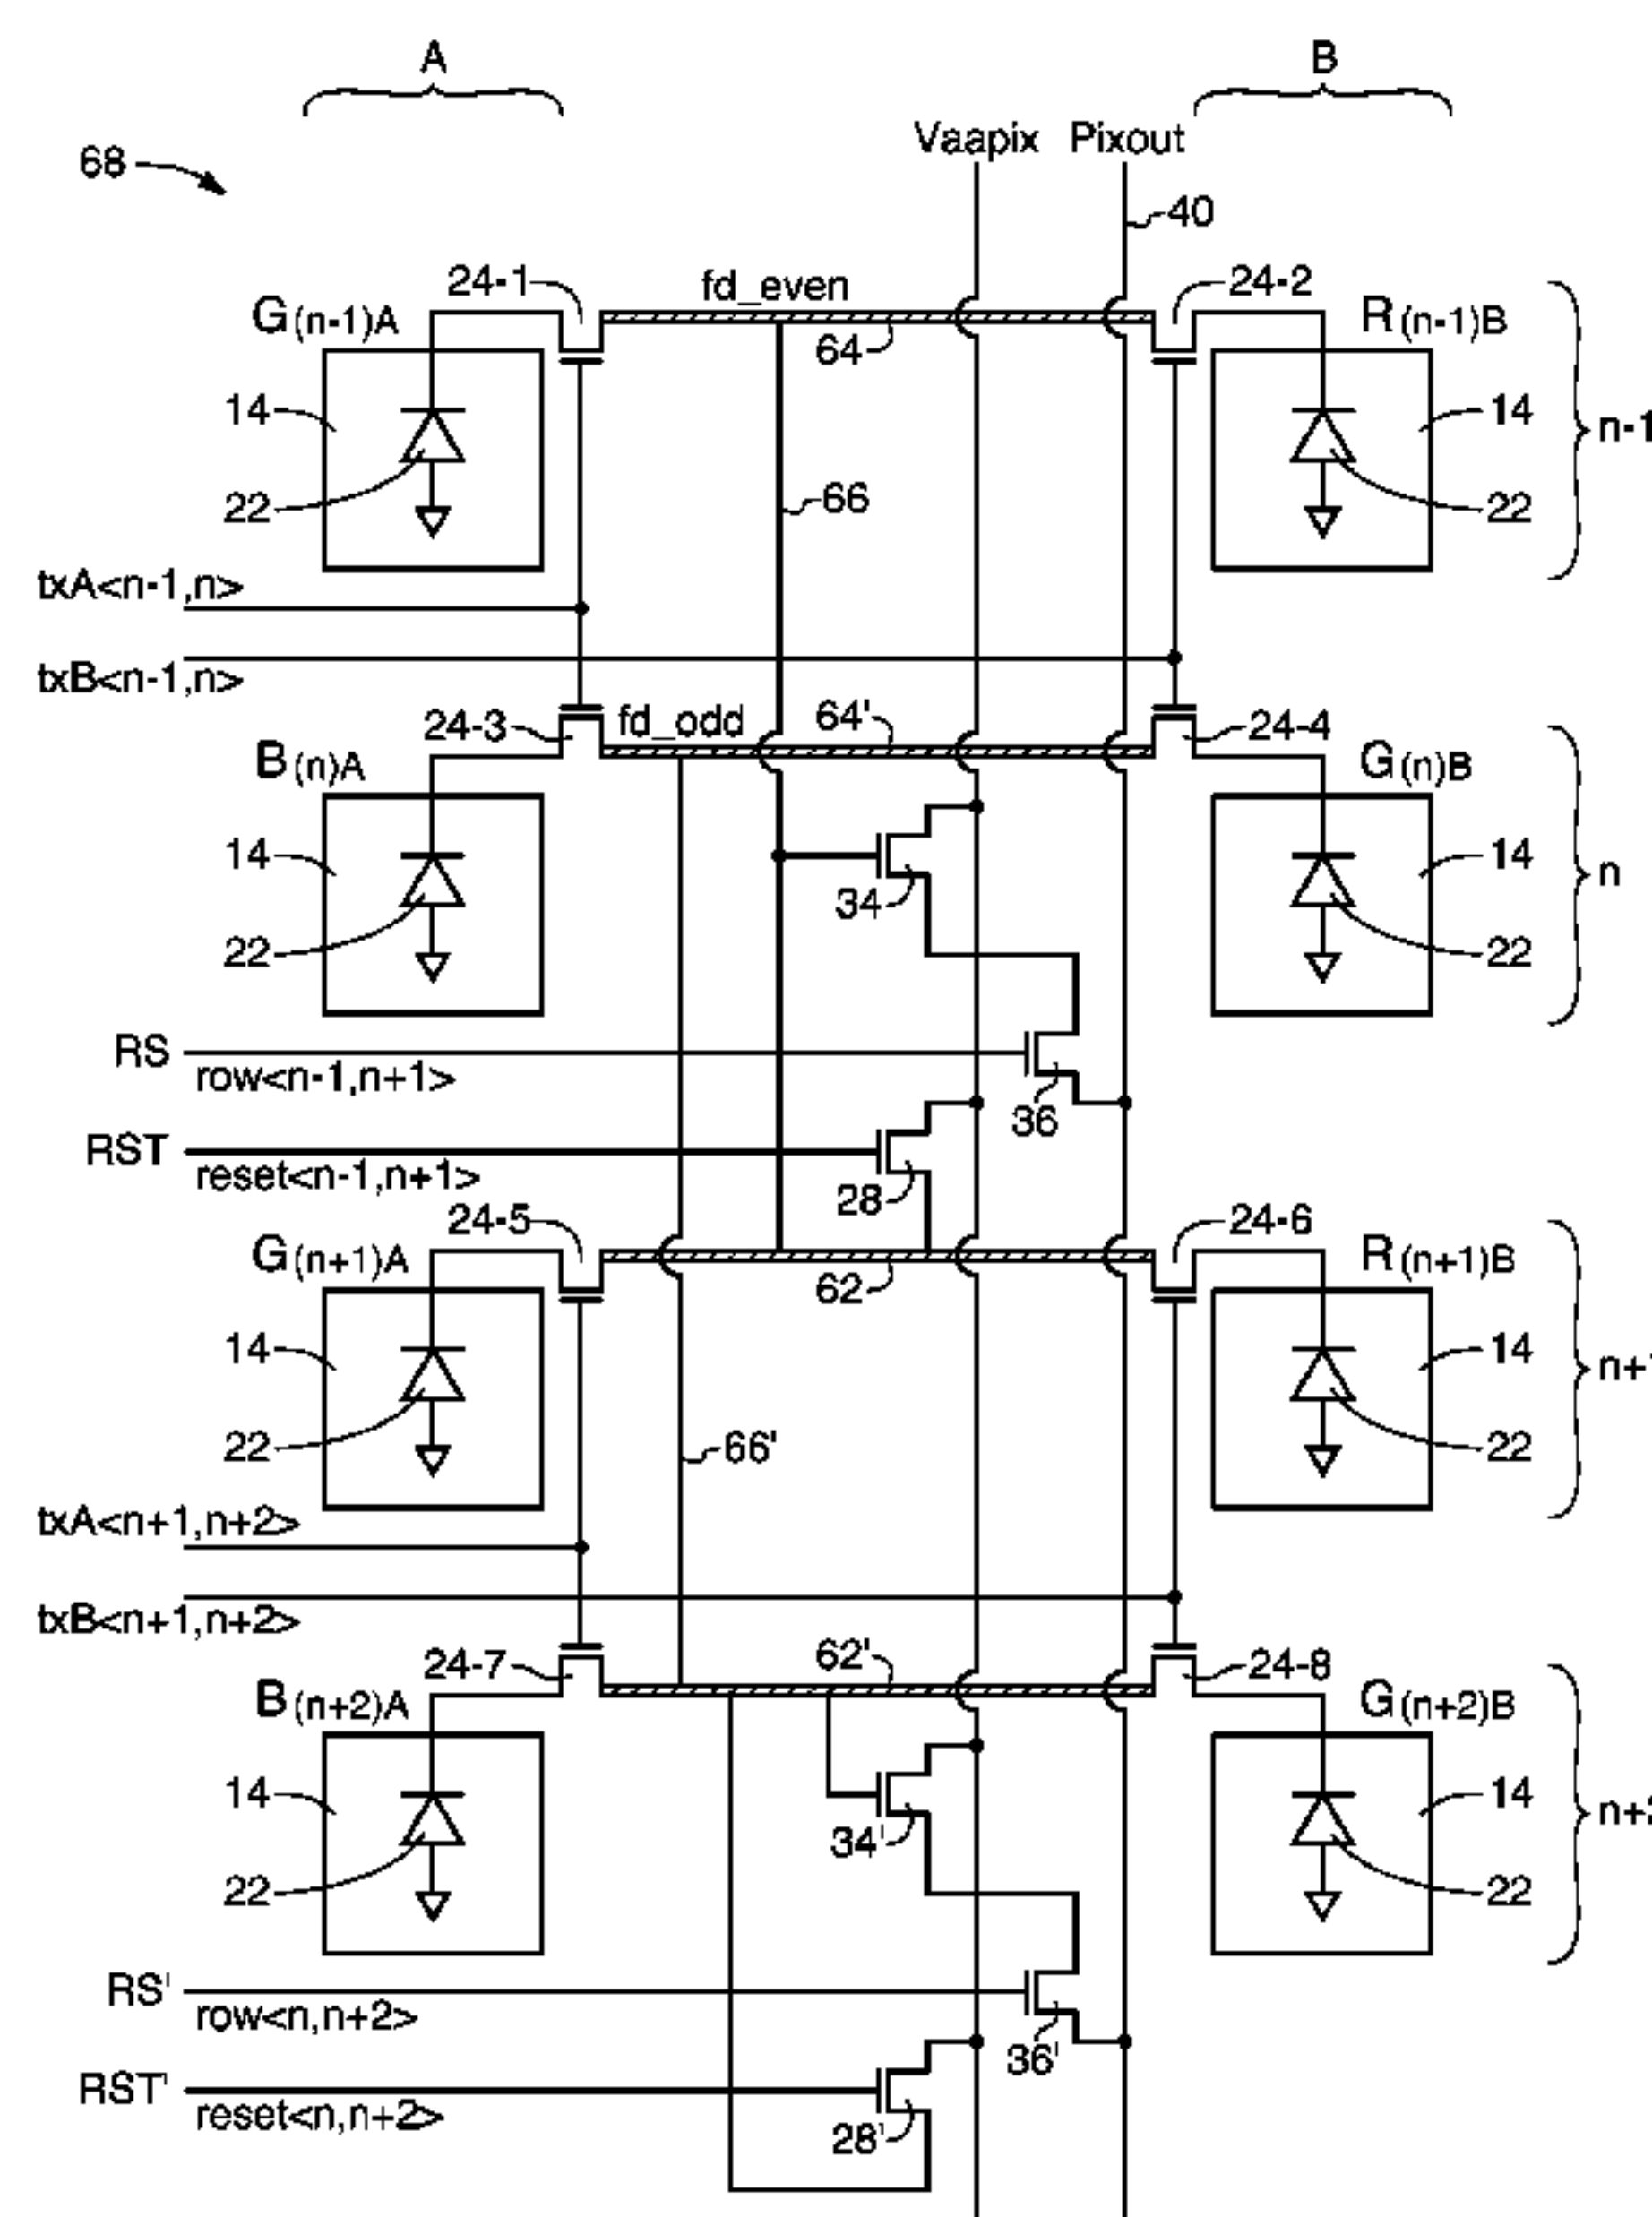 A B
68
Vaapix Pixout
40
24-1 fd_even 24-2
G(n-1)A 64 R(n-1)B
14 14 n-1
66
22 22
txA<n-1,n>
txB<n-1,n>
24-3 fd_odd 64' 24-4
B(n)A G(n)B
14 14 n
34
22 22
RS
row<n-1,n+1>
36
RST
reset<n-1,n+1>
28
24-5 24-6
G(n+1)A 62 R(n+1)B
14 14
22 66' 22
txA<n+1,n+2>
txB<n+1,n+2>
24-7 62' 24-8
B(n+2)A G(n+2)B
14 14
34'
22 22
RS'
row<n,n+2>
36'
RST'
reset<n,n+2>
28'